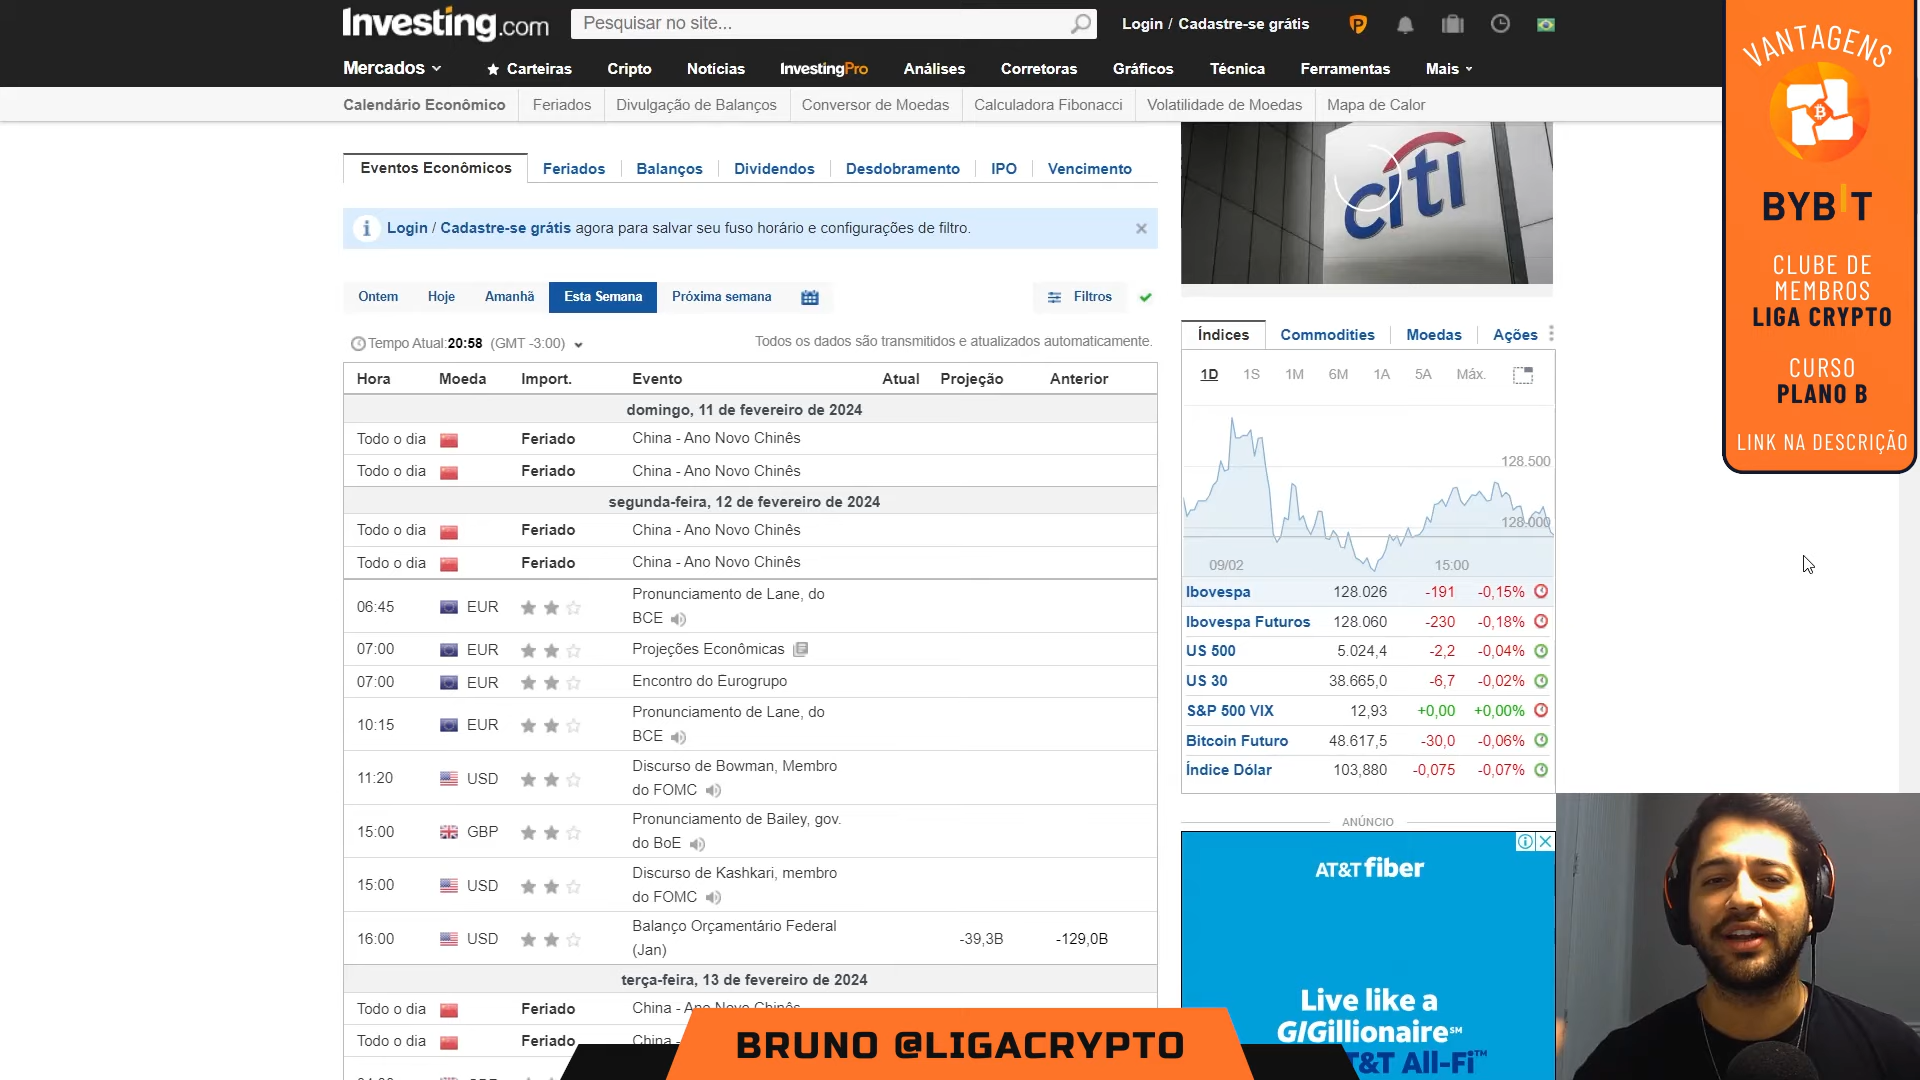 Investing.com
Pesquisar no site...
Login / Cadastre-se grátis
Mercados
Carteiras
Cripto
Notícias
InvestingPro
Análises
Corretoras
Gráficos
Técnica
Ferramentas
Mais
Calendário Econômico
Feriados
Divulgação de Balanços
Conversor de Moedas
Calculadora Fibonacci
Volatilidade de Moedas
Mapa de Calor
Eventos Econômicos
Feriados
Balanços
Dividendos
Desdobramento
IPO
Vencimento
Login / Cadastre-se grátis agora para salvar seu fuso horário e configurações de filtro.
Ontem
Hoje
Amanhã
Esta Semana
Próxima semana
Filtros
Tempo Atual:20:58 (GMT -3:00)
Todos os dados são transmitidos e atualizados automaticamente.
Hora Moeda Import. Evento Atual Projeção Anterior
domingo, 11 de fevereiro de 2024
Todo o dia Feriado China - Ano Novo Chinês
Todo o dia Feriado China - Ano Novo Chinês
segunda-feira, 12 de fevereiro de 2024
Todo o dia Feriado China - Ano Novo Chinês
Todo o dia Feriado China - Ano Novo Chinês
06:45 EUR Pronunciamento de Lane, do
BCE
07:00 EUR Projeções Econômicas
07:00 EUR Encontro do Eurogrupo
10:15 EUR Pronunciamento de Lane, do
BCE
11:20 USD Discurso de Bowman, Membro
do FOMC
15:00 GBP Pronunciamento de Bailey, gov.
do BoE
15:00 USD Discurso de Kashkari, membro
do FOMC
16:00 USD Balanço Orçamentário Federal
(Jan) -39,3B -129,0B
terça-feira, 13 de fevereiro de 2024
Todo o dia Feriado China - Ano Novo Chinês
Todo o dia Feriado China -
citi
Índices
Commodities
Moedas
Ações
1D 1S 1M 6M 1A 5A Máx.
128.500
128.000
09/02 15:00
Ibovespa 128.026 -191 -0,15%
Ibovespa Futuros 128.060 -230 -0,18%
US 500 5.024,4 -2,2 -0,04%
US 30 38.665,0 -6,7 -0,02%
S&P 500 VIX 12,93 +0,00 +0,00%
Bitcoin Futuro 48.617,5 -30,0 -0,06%
Índice Dólar 103,880 -0,075 -0,07%
ANÚNCIO
AT&T fiber
Live like a
GIGillionaire℠
AT&T All-Fi™
VANTAGENS
BYBIT
CLUBE DE
MEMBROS
LIGA CRYPTO
CURSO
PLANO B
LINK NA DESCRIÇÃO
BRUNO @LIGACRYPTO